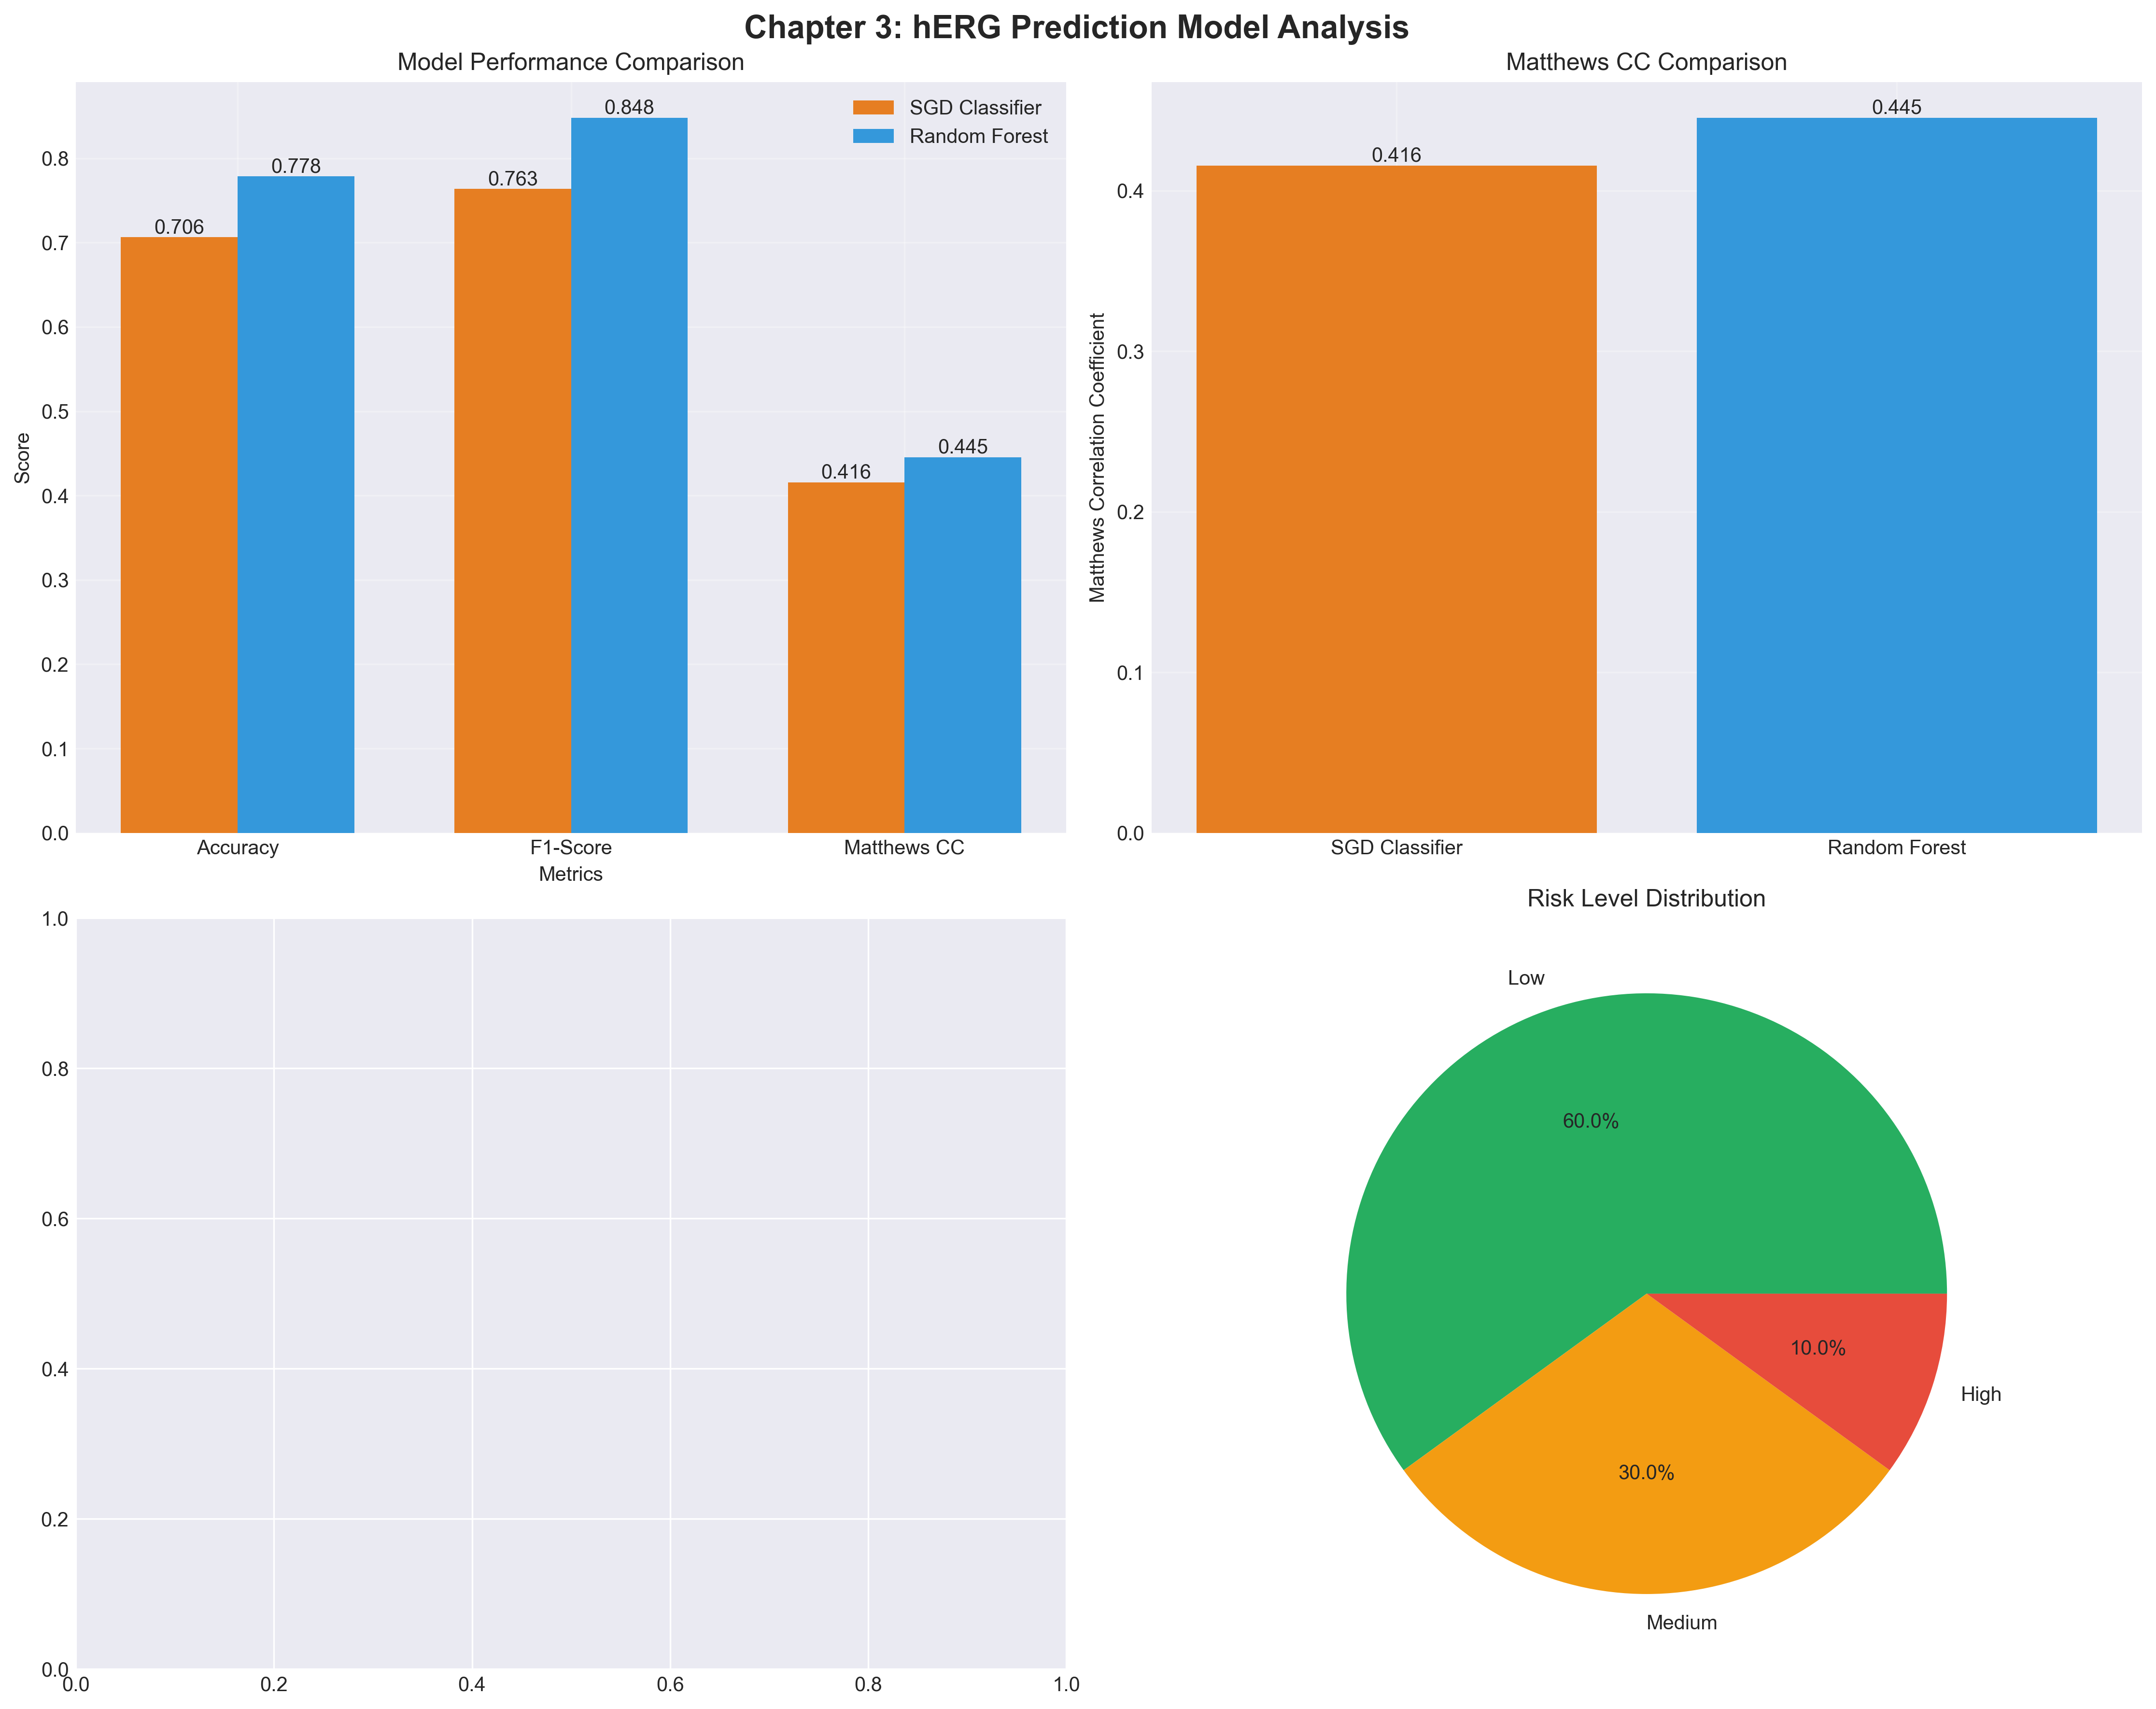 Chapter 3: hERG Prediction Model Analysis
Model Performance Comparison
SGD Classifier
Random Forest
0.848
0.778
0.763
0.706
0.445
0.416
Score
0.8
0.7
0.6
0.5
0.4
0.3
0.2
0.1
0.0
Accuracy
F1-Score
Matthews CC
Metrics
Matthews CC Comparison
0.445
0.416
Matthews Correlation Coefficient
0.4
0.3
0.2
0.1
0.0
SGD Classifier
Random Forest
1.0
0.8
0.6
0.4
0.2
0.0
0.0
0.2
0.4
0.6
0.8
1.0
Risk Level Distribution
Low
60.0%
10.0%
High
30.0%
Medium